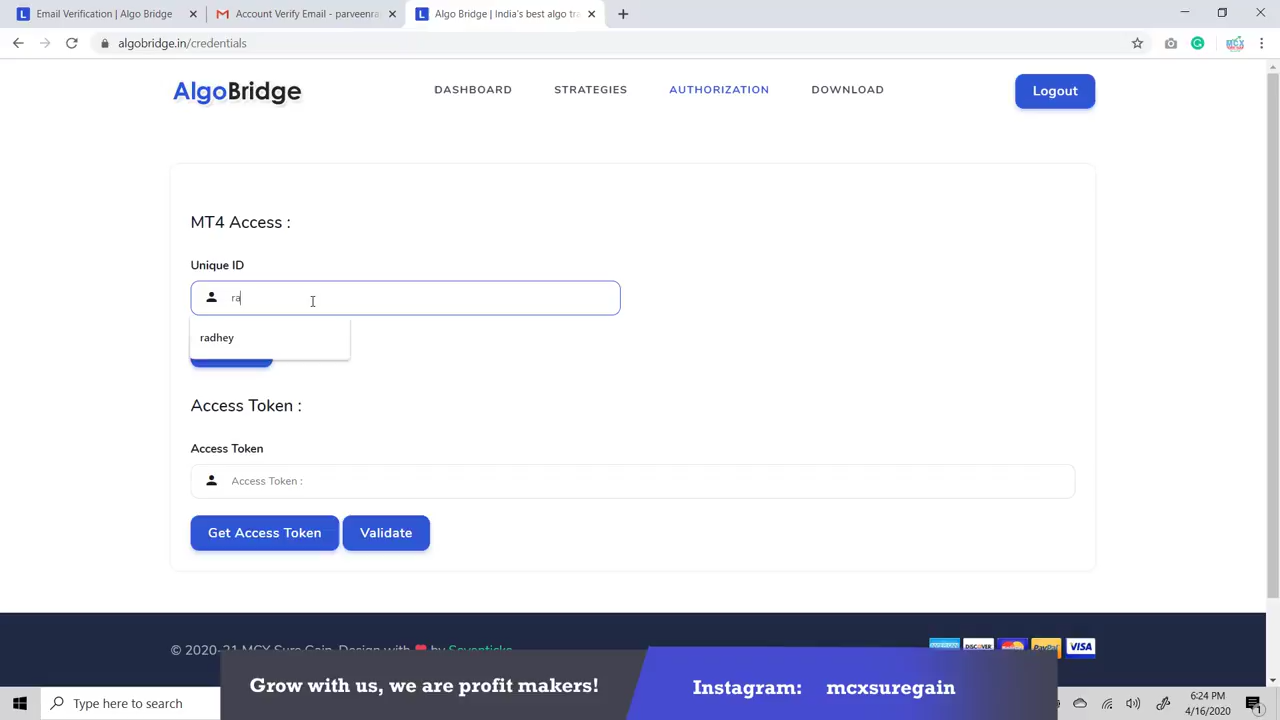 Email Verification | Algo Bridge
Account Verify Email - parveenra
Algo Bridge | India's best algo tra
algobridge.in/credentials
AlgoBridge
DASHBOARD
STRATEGIES
AUTHORIZATION
DOWNLOAD
Logout
MT4 Access :
Unique ID
ra
radhey
Access Token :
Access Token
Access Token :
Get Access Token
Validate
© 2020-21 MCX Sure Gain. Design with by
DISCOVER
PayPal
VISA
Grow with us, we are profit makers!
Instagram: mcxsuregain
Type here to search
6:24 PM
4/16/2020